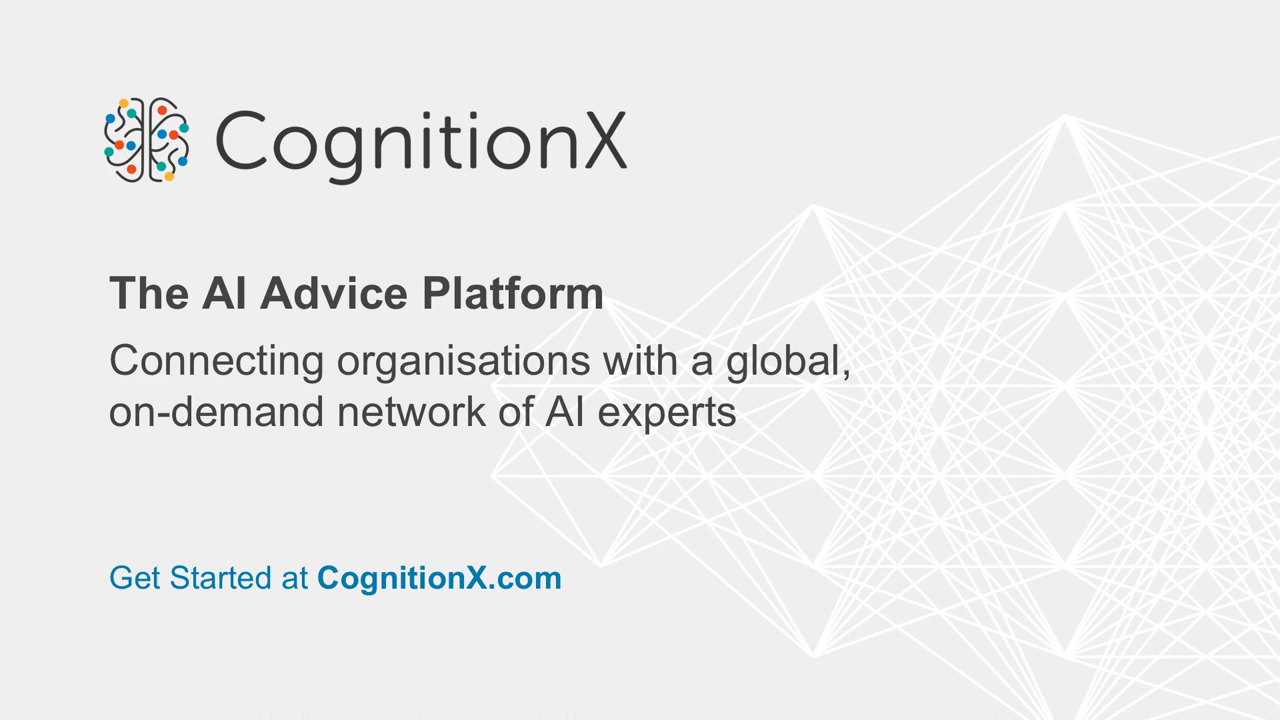 CognitionX
The AI Advice Platform
Connecting organisations with a global,
on-demand network of AI experts
Get Started at CognitionX.com